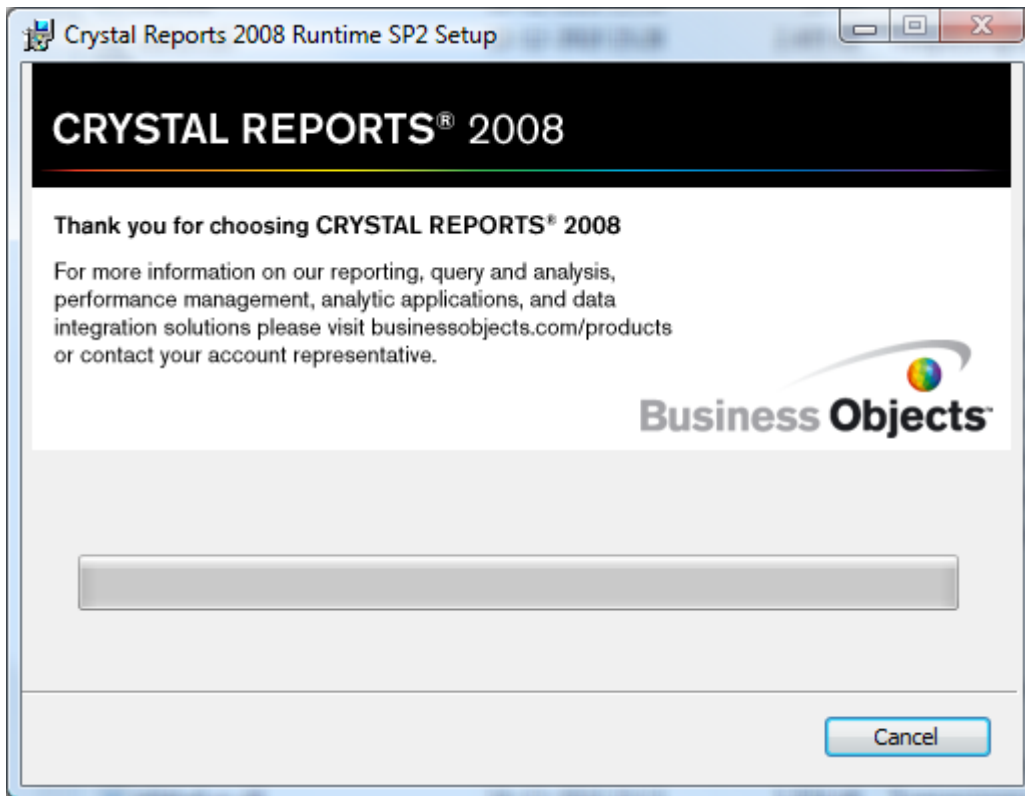 Crystal Reports 2008 Runtime SP2 Setup
CRYSTAL REPORTS® 2008
Thank you for choosing CRYSTAL REPORTS® 2008
For more information on our reporting, query and analysis,
performance management, analytic applications, and data
integration solutions please visit businessobjects.com/products
or contact your account representative.
Business Objects™
Cancel